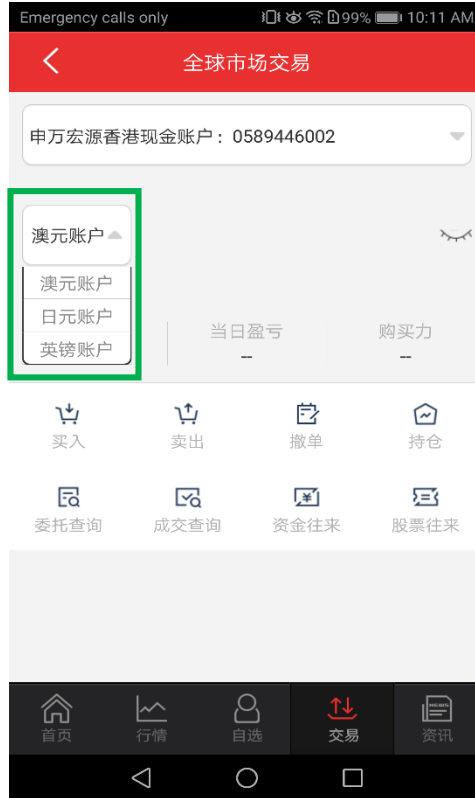 Emergency calls only 99% 10:11 AM
全球市场交易
申万宏源香港现金账户：0589446002
澳元账户
澳元账户
日元账户
英镑账户
当日盈亏 购买力
-- --
买入 卖出 撤单 持仓
委托查询 成交查询 资金往来 股票往来
NEWS
首页 行情 自选 交易 资讯